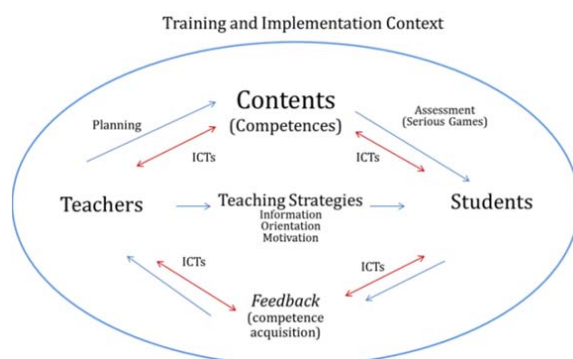 Training and Implementation Context
Contents
(Competences)
Planning
Assessment
(Serious Games)
ICTs
ICTs
Teachers
Teaching Strategies
Information
Orientation
Motivation
Students
ICTs
ICTs
Feedback
(competence
acquisition)